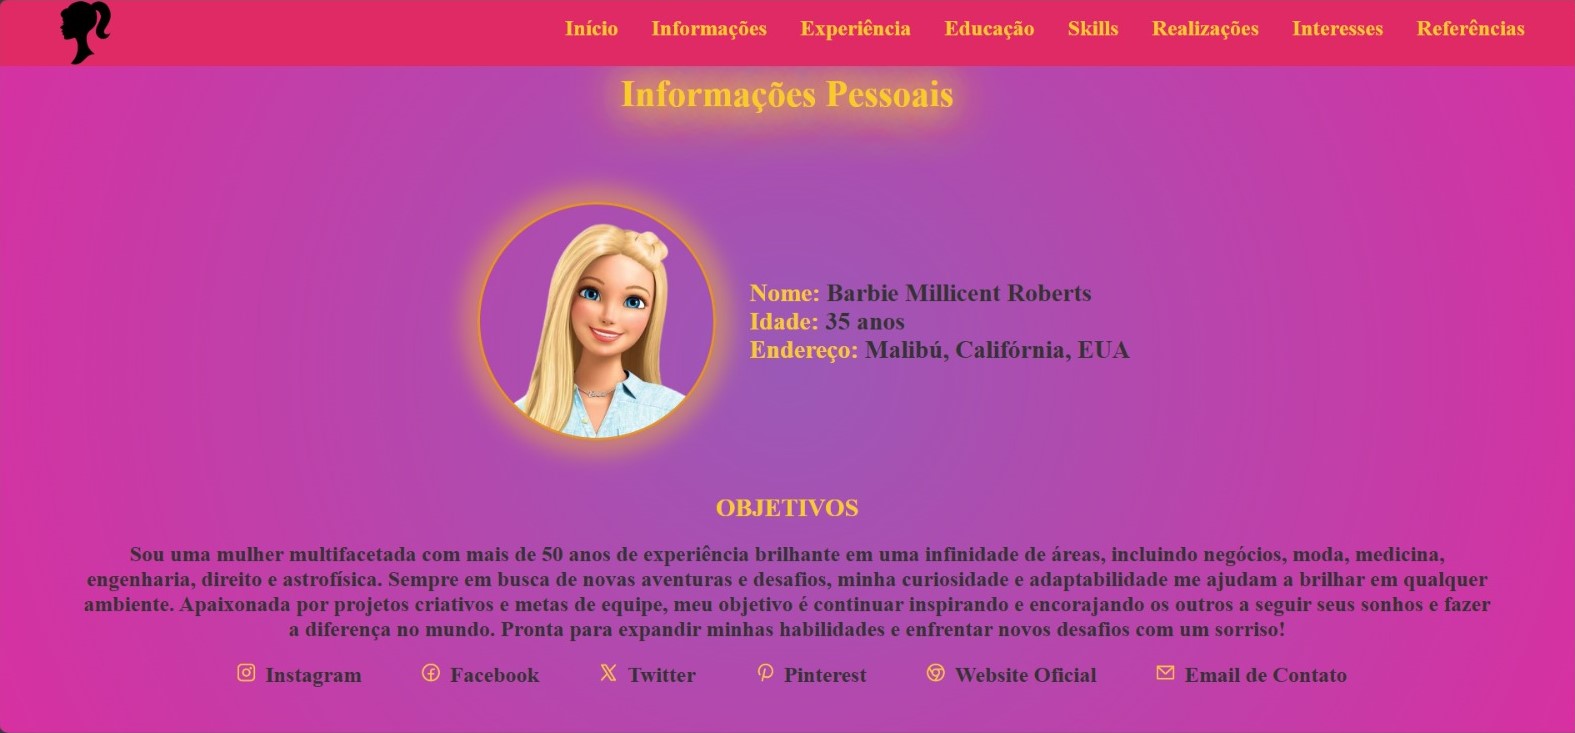 Início Informações Experiência Educação Skills Realizações Interesses Referências
Informações Pessoais
Nome: Barbie Millicent Roberts
Idade: 35 anos
Endereço: Malibú, Califórnia, EUA
OBJETIVOS
Sou uma mulher multifacetada com mais de 50 anos de experiência brilhante em uma infinidade de áreas, incluindo negócios, moda, medicina,
engenharia, direito e astrofísica. Sempre em busca de novas aventuras e desafios, minha curiosidade e adaptabilidade me ajudam a brilhar em qualquer
ambiente. Apaixonada por projetos criativos e metas de equipe, meu objetivo é continuar inspirando e encorajando os outros a seguir seus sonhos e fazer
a diferença no mundo. Pronta para expandir minhas habilidades e enfrentar novos desafios com um sorriso!
Instagram Facebook Twitter Pinterest Website Oficial Email de Contato